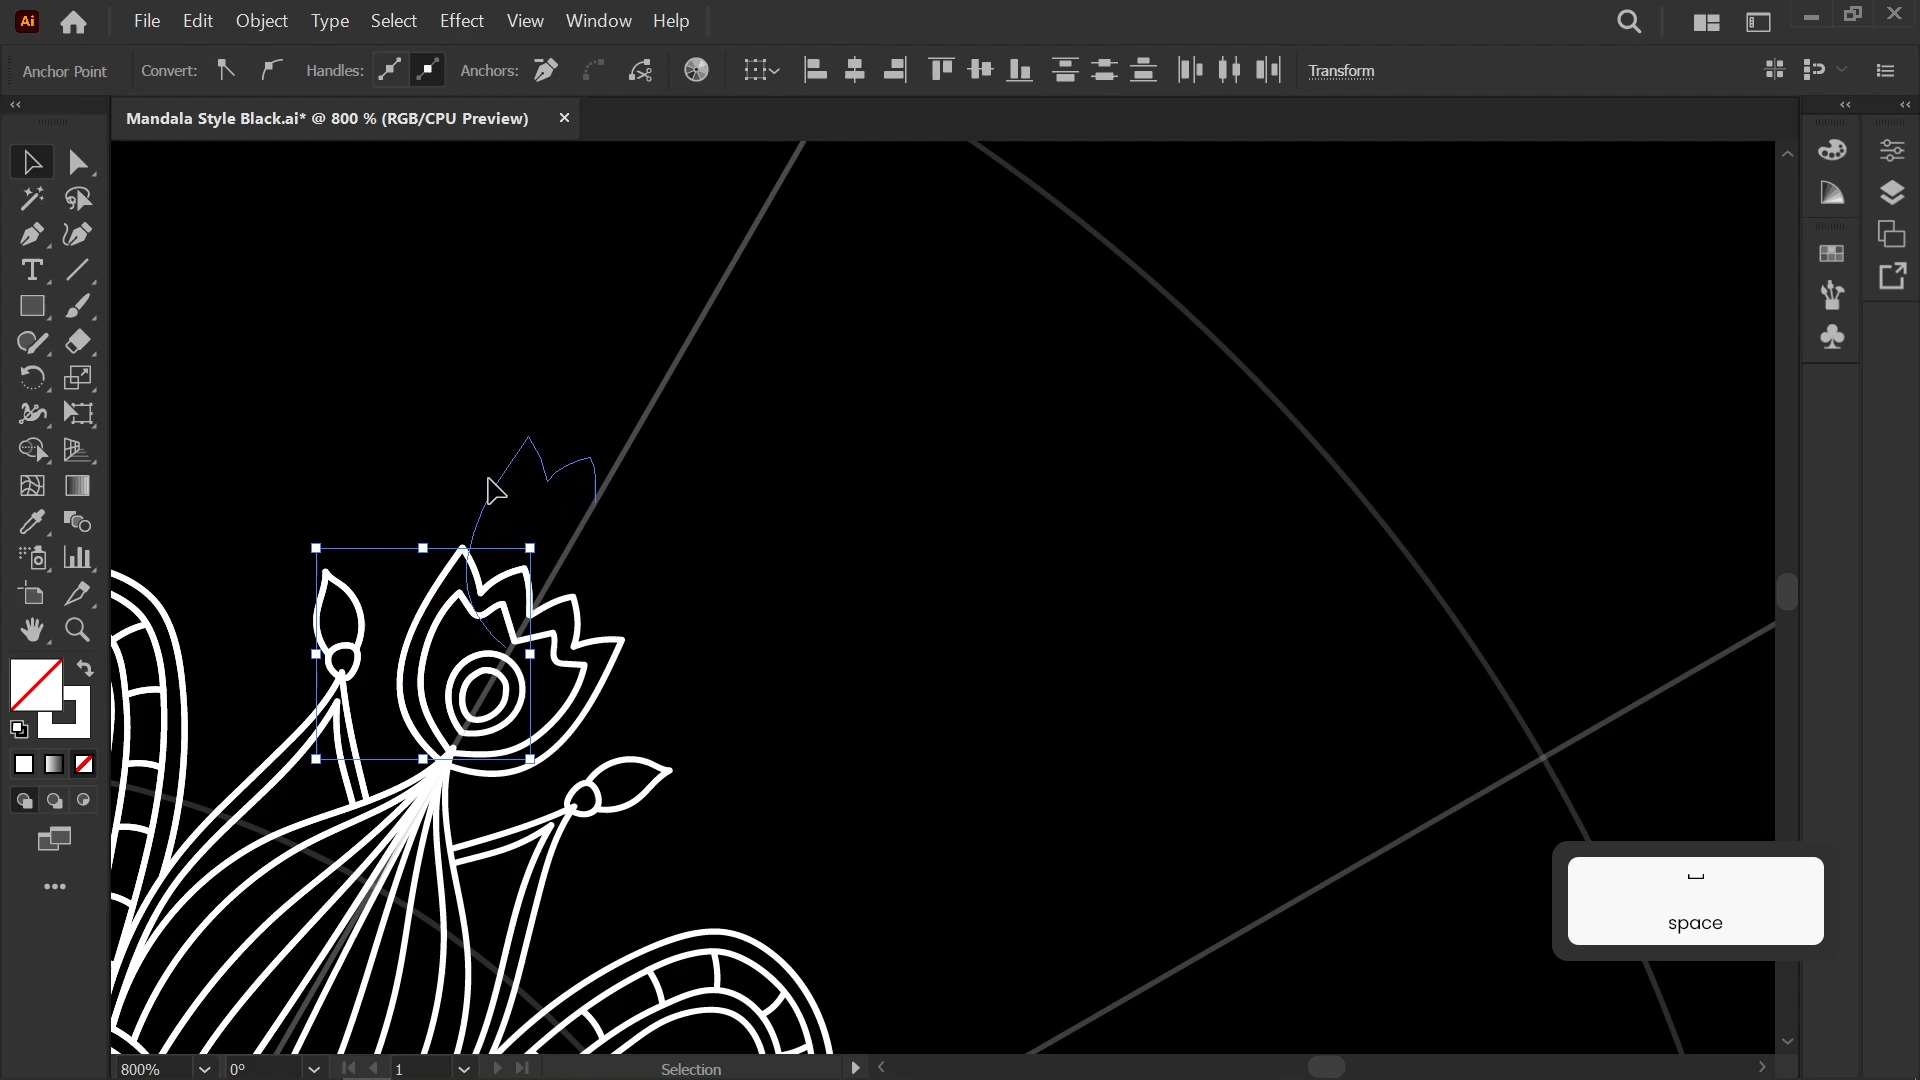 Ai File Edit Object Type Select Effect View Window Help
Anchor Point Convert: Handles: Anchors: Transform
Mandala Style Black.ai* @ 800 % (RGB/CPU Preview)
space
800% 0° 1 Selection